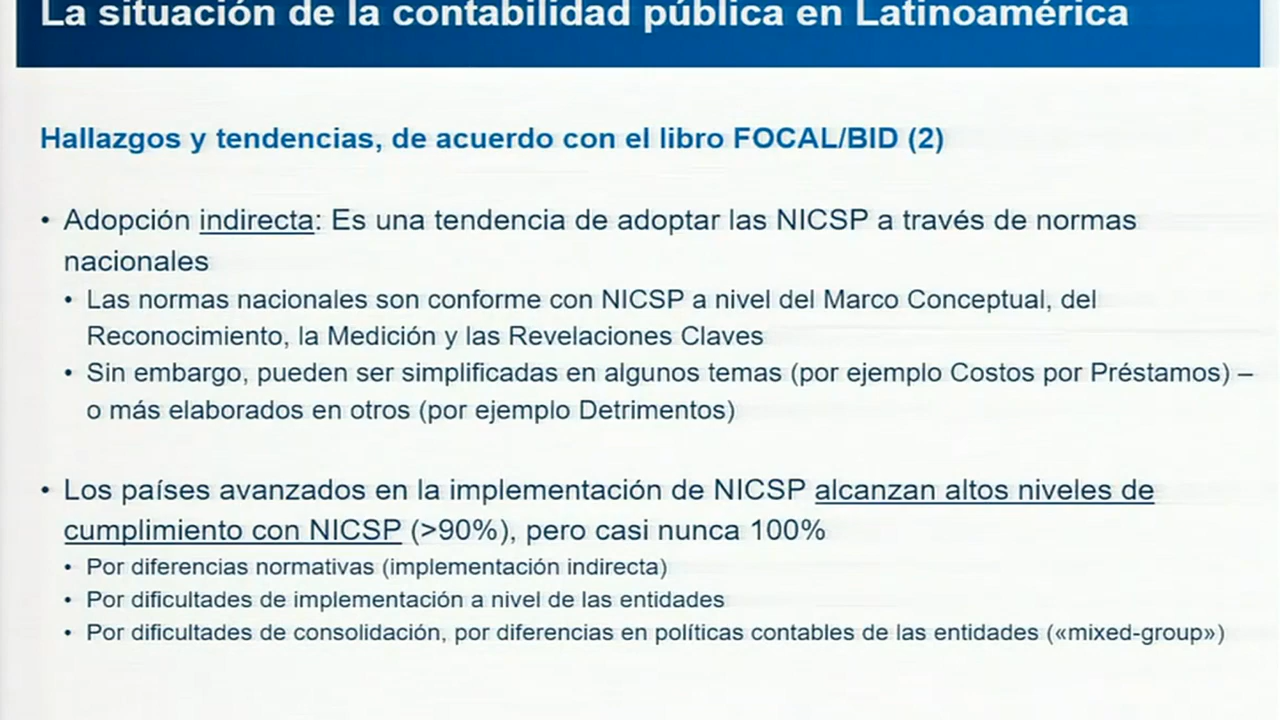 La situación de la contabilidad pública en Latinoamérica
Hallazgos y tendencias, de acuerdo con el libro FOCAL/BID (2)
• Adopción indirecta: Es una tendencia de adoptar las NICSP a través de normas
nacionales
• Las normas nacionales son conforme con NICSP a nivel del Marco Conceptual, del
Reconocimiento, la Medición y las Revelaciones Claves
• Sin embargo, pueden ser simplificadas en algunos temas (por ejemplo Costos por Préstamos) –
o más elaborados en otros (por ejemplo Detrimentos)
• Los países avanzados en la implementación de NICSP alcanzan altos niveles de
cumplimiento con NICSP (>90%), pero casi nunca 100%
• Por diferencias normativas (implementación indirecta)
• Por dificultades de implementación a nivel de las entidades
• Por dificultades de consolidación, por diferencias en políticas contables de las entidades («mixed-group»)